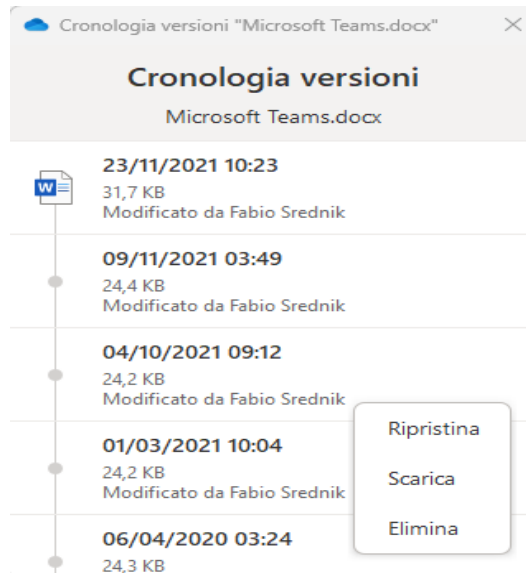 Cronologia versioni "Microsoft Teams.docx"
Cronologia versioni
Microsoft Teams.docx
23/11/2021 10:23
31,7 KB
Modificato da Fabio Srednik
09/11/2021 03:49
24,4 KB
Modificato da Fabio Srednik
04/10/2021 09:12
24,2 KB
Modificato da Fabio Srednik
01/03/2021 10:04
24,2 KB
Modificato da Fabio Srednik
06/04/2020 03:24
24,3 KB
Ripristina
Scarica
Elimina